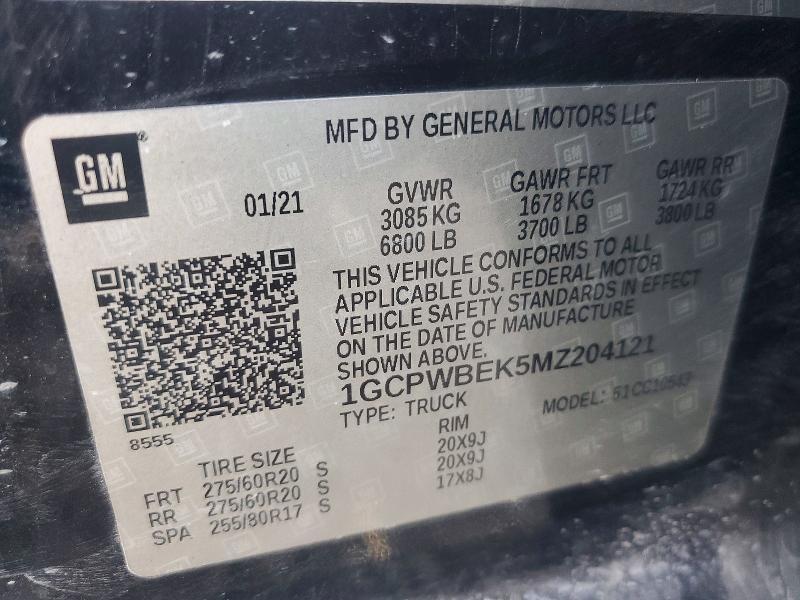 MFD BY GENERAL MOTORS LLC
GM
01/21
GVWR
3085 KG
6800 LB
GAWR FRT
1678 KG
3700 LB
GAWR RR
1724 KG
3800 LB
THIS VEHICLE CONFORMS TO ALL
APPLICABLE U.S. FEDERAL MOTOR
VEHICLE SAFETY STANDARDS IN EFFECT
ON THE DATE OF MANUFACTURE
SHOWN ABOVE.
1GCPWBEK5MZ204121
TYPE: TRUCK
MODEL: 51 CC10543
8555
TIRE SIZE
RIM
FRT 275/60R20 S 20X9J
RR 275/60R20 S 20X9J
SPA 255/80R17 S 17X8J